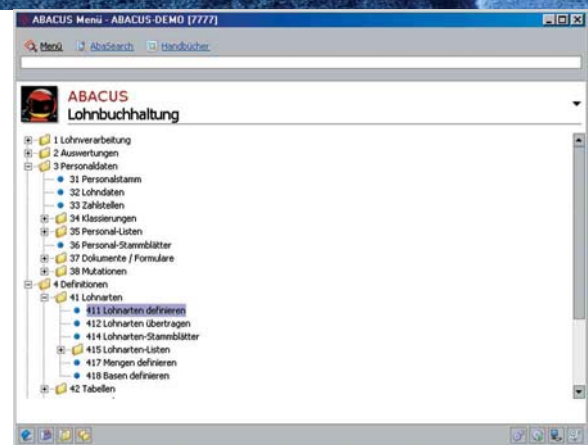 ABACUS Menü - ABACUS-DEMO [7777]
Menü AbaSearch Handbücher
ABACUS
Lohnbuchhaltung
1 Lohnverarbeitung
2 Auswertungen
3 Personaldaten
31 Personalstamm
32 Lohndaten
33 Zahlstellen
34 Klassierungen
35 Personal-Listen
36 Personal-Stammblätter
37 Dokumente / Formulare
38 Mutationen
4 Definitionen
41 Lohnarten
411 Lohnarten definieren
412 Lohnarten übertragen
414 Lohnarten-Stammblätter
415 Lohnarten-Listen
417 Mengen definieren
418 Basen definieren
42 Tabellen